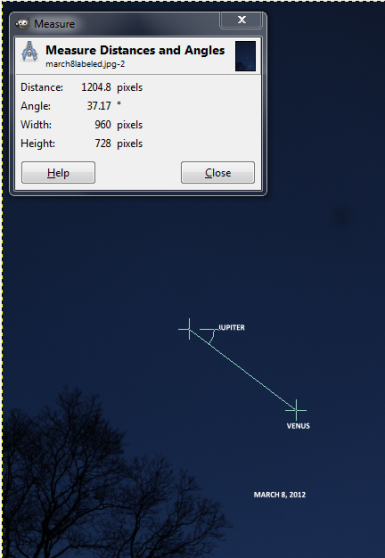 Measure
Measure Distances and Angles
march8labeled.jpg-2
Distance: 1204.8 pixels
Angle: 37.17 °
Width: 960 pixels
Height: 728 pixels
Help Close
JUPITER
VENUS
MARCH 8, 2012